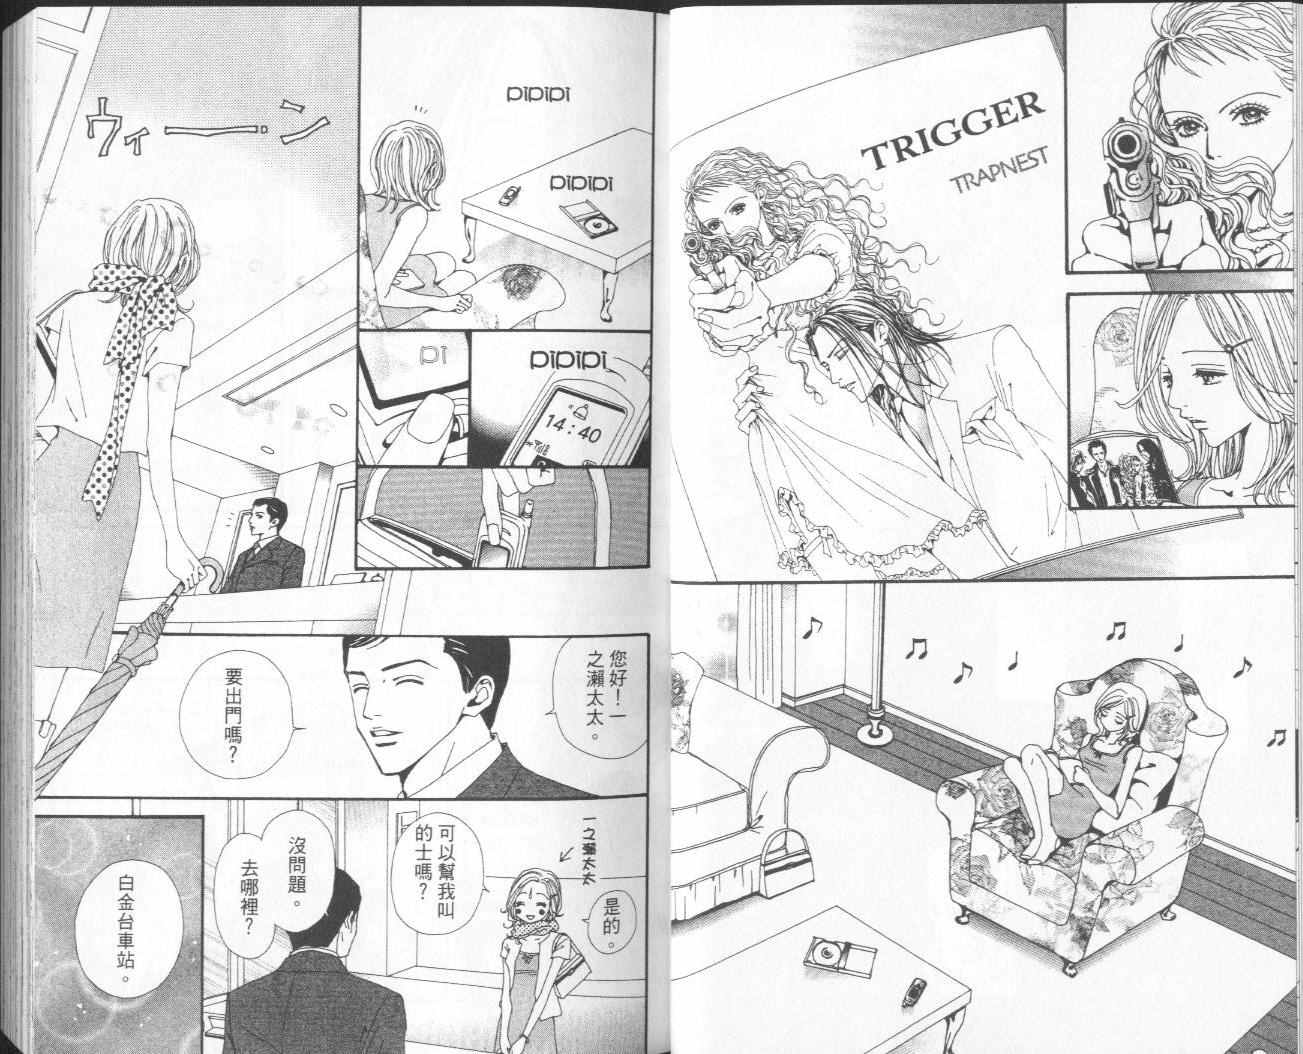 TRIGGER
TRAPNEST
pipipi
pipipi
pi
pipipi
14:40
ウィーン
您好！一
之瀨太太。
要出門嗎？
一之瀨太太
是的。
可以幫我叫
的士嗎？
沒問題。
去哪裡？
白金台車站。